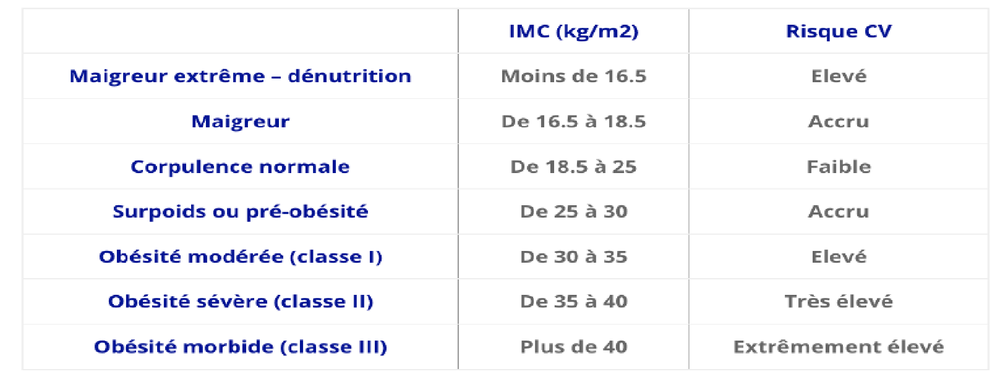 IMC (kg/m2) Risque CV
Maigreur extrême – dénutrition Moins de 16.5 Elevé
Maigreur De 16.5 à 18.5 Accru
Corpulence normale De 18.5 à 25 Faible
Surpoids ou pré-obésité De 25 à 30 Accru
Obésité modérée (classe I) De 30 à 35 Elevé
Obésité sévère (classe II) De 35 à 40 Très élevé
Obésité morbide (classe III) Plus de 40 Extrêmement élevé